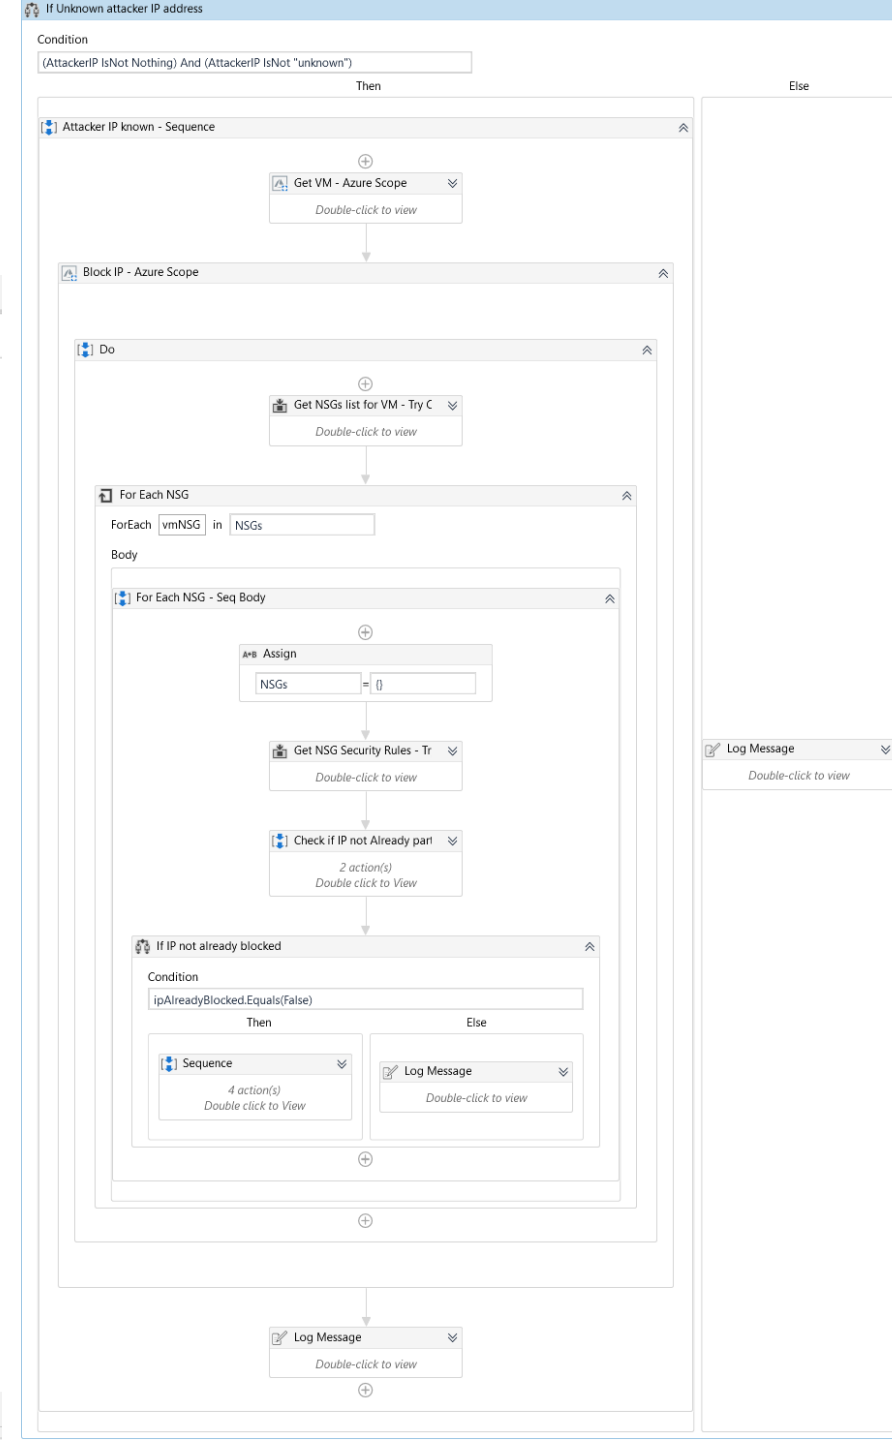 If Unknown attacker IP address
Condition
(AttackerIP IsNot Nothing) And (AttackerIP IsNot "unknown")
Then
Else
Attacker IP known - Sequence
Get VM - Azure Scope
Double-click to view
Block IP - Azure Scope
Do
Get NSGs list for VM - Try C
Double-click to view
For Each NSG
ForEach vmNSG in NSGs
Body
For Each NSG - Seq Body
A+B Assign
NSGs = {}
Get NSG Security Rules - Tr
Double-click to view
Log Message
Double-click to view
Check if IP not Already part
2 action(s)
Double click to View
If IP not already blocked
Condition
ipAlreadyBlocked.Equals(False)
Then
Else
Sequence
4 action(s)
Double click to View
Log Message
Double-click to view
Log Message
Double-click to view